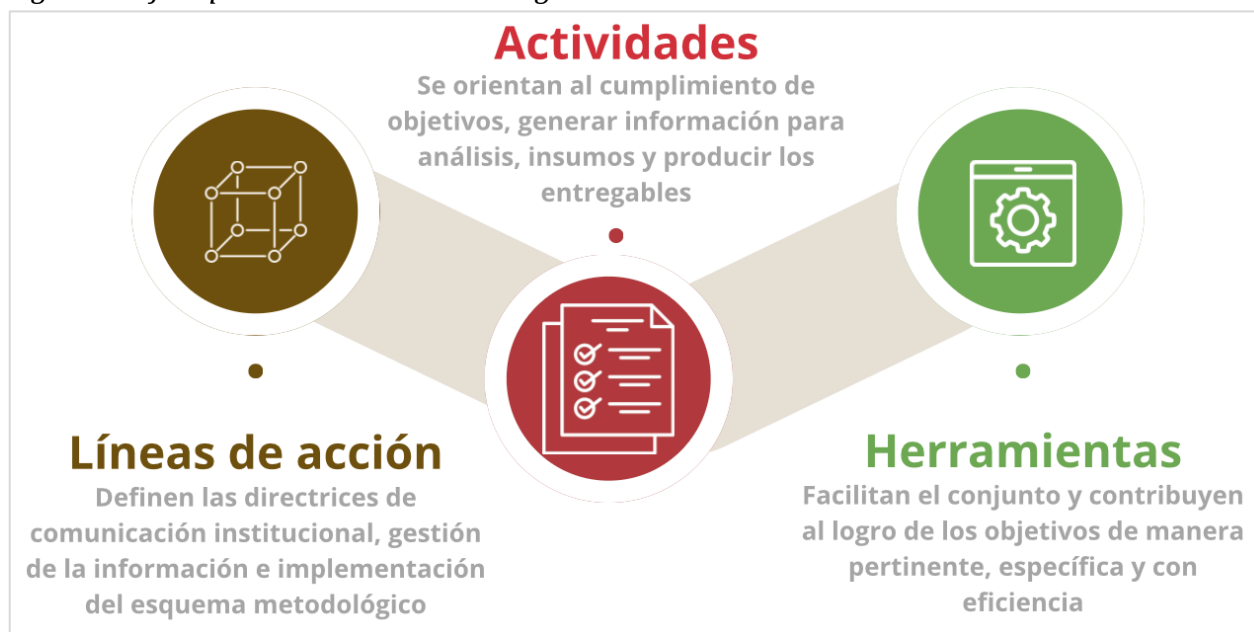 Actividades
Se orientan al cumplimiento de
objetivos, generar información para
análisis, insumos y producir los
entregables
Líneas de acción
Definen las directrices de
comunicación institucional, gestión
de la información e implementación
del esquema metodológico
Herramientas
Facilitan el conjunto y contribuyen
al logro de los objetivos de manera
pertinente, específica y con
eficiencia